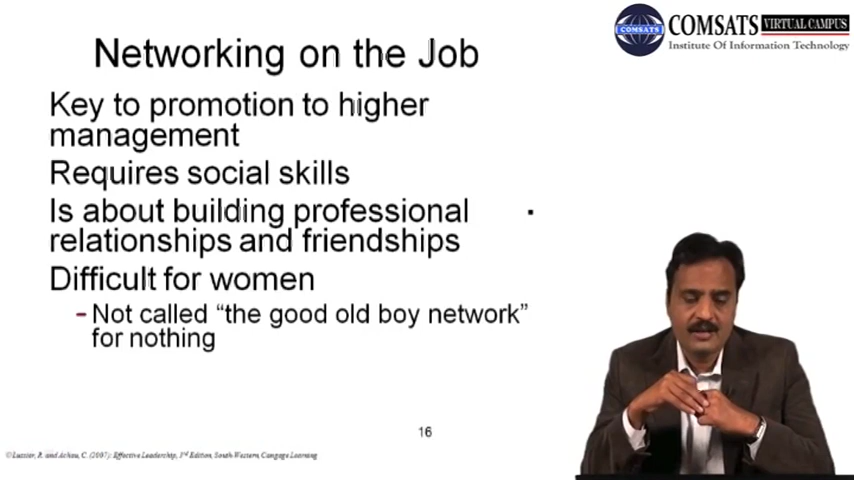 COMSATS VIRTUAL CAMPUS
COMSATS
Institute Of Information Technology
Networking on the Job
Key to promotion to higher
management
Requires social skills
Is about building professional
relationships and friendships
Difficult for women
– Not called “the good old boy network”
for nothing
16
© Lussier, R. and Achua, C. (2007): Effective Leadership, 3rd Edition, South-Western, Cengage Learning